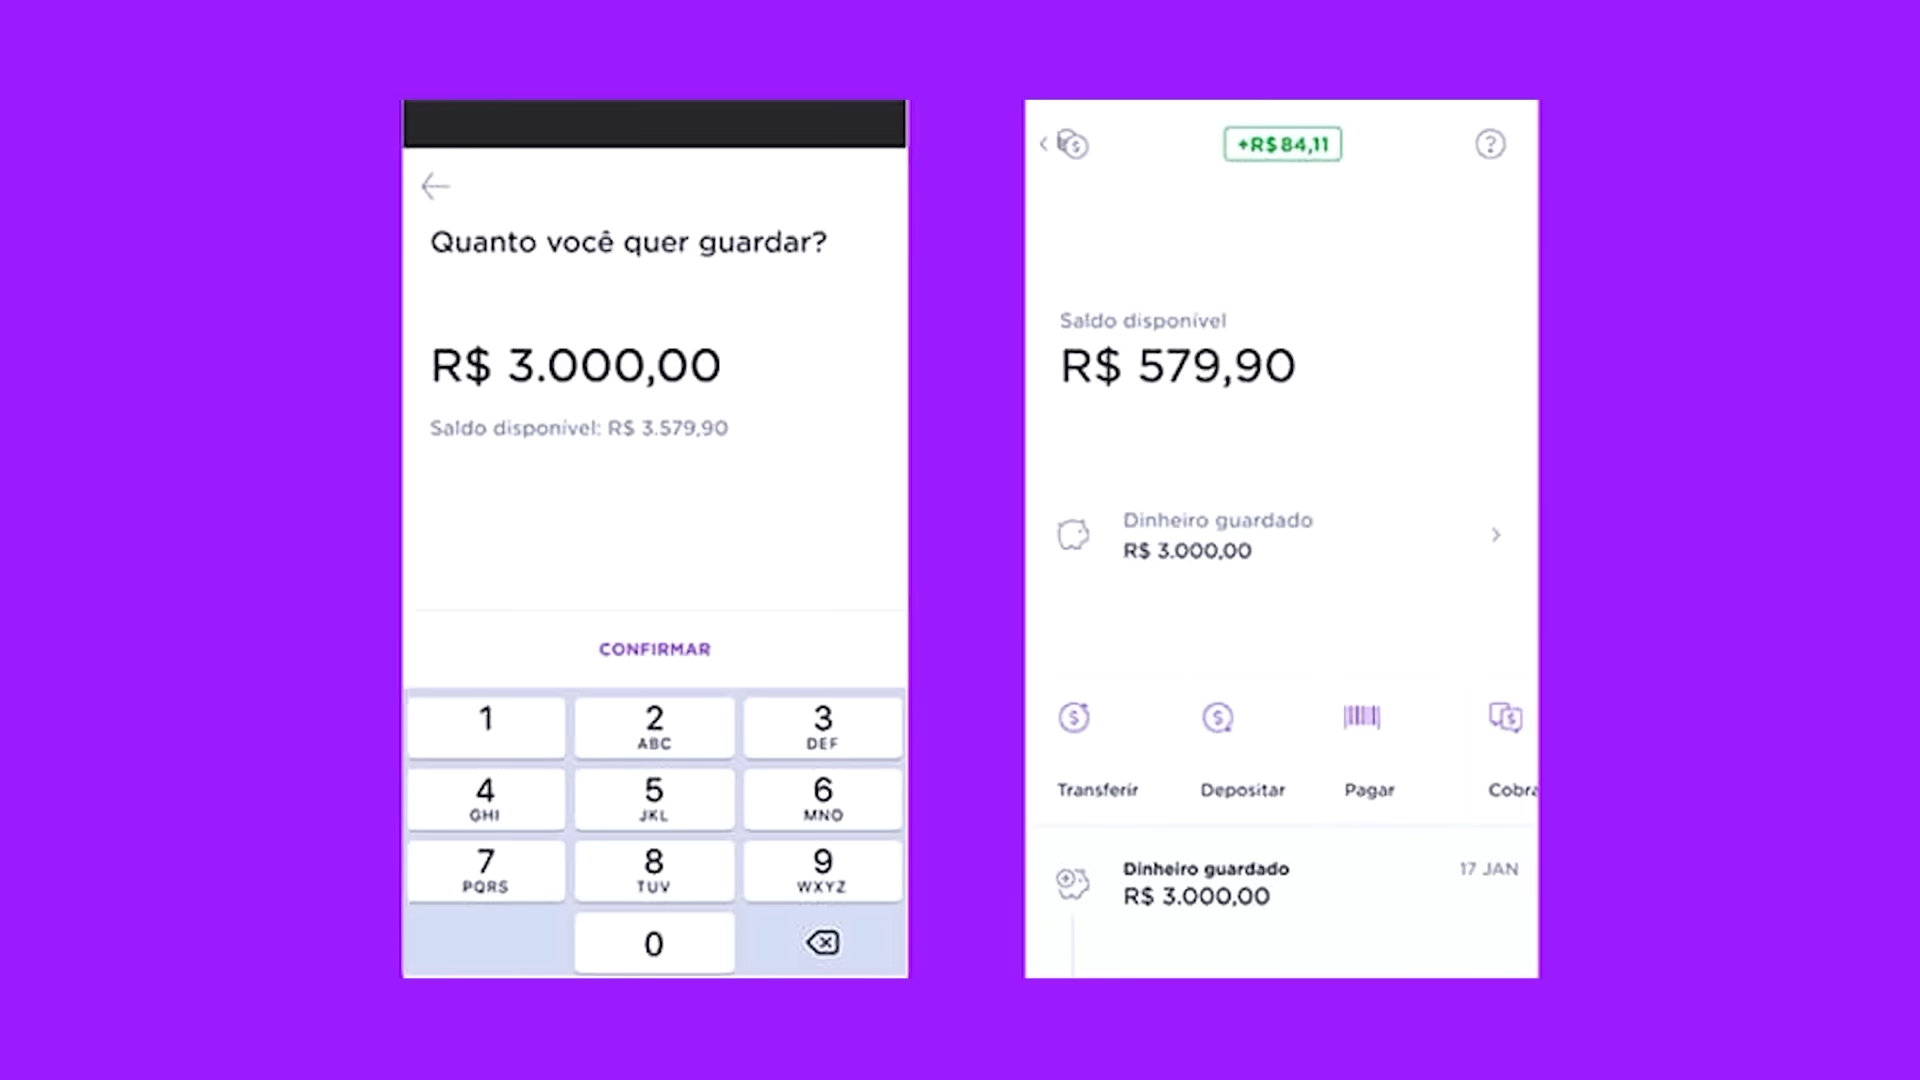 Quanto você quer guardar?
R$ 3.000,00
Saldo disponível: R$ 3.579,90
CONFIRMAR
1
2
ABC
3
DEF
4
GHI
5
JKL
6
MNO
7
PQRS
8
TUV
9
WXYZ
0
+R$ 84,11
?
Saldo disponível
R$ 579,90
Dinheiro guardado
R$ 3.000,00
Transferir
Depositar
Pagar
Cobra
Dinheiro guardado
17 JAN
R$ 3.000,00